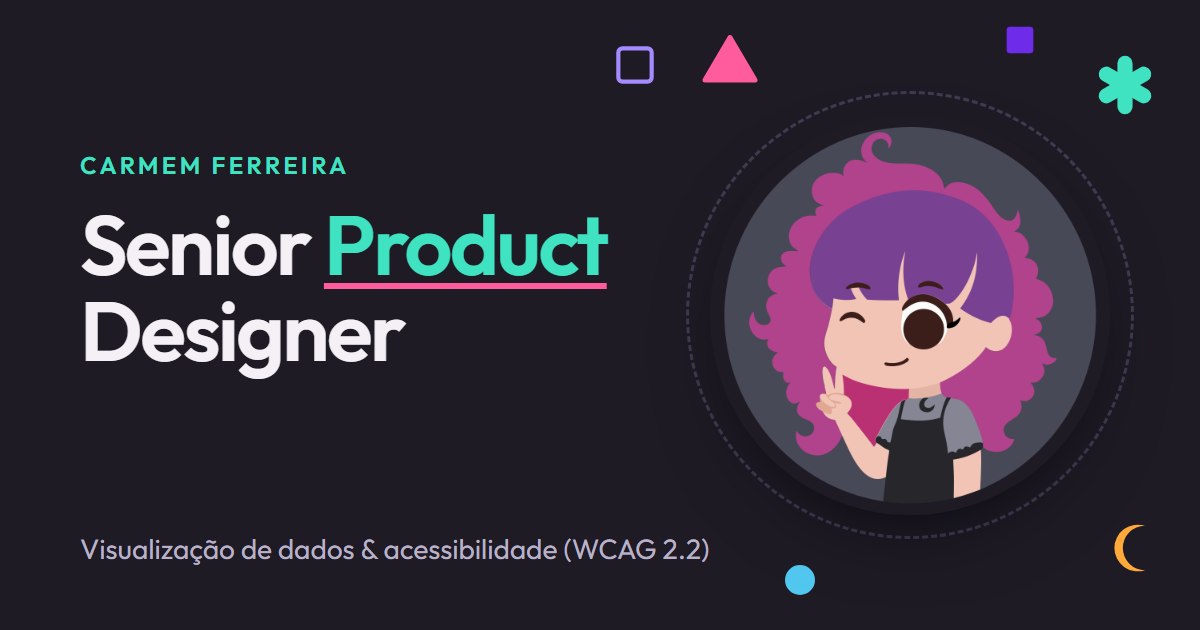 CARMEM FERREIRA
Senior Product
Designer
Visualização de dados & acessibilidade (WCAG 2.2)